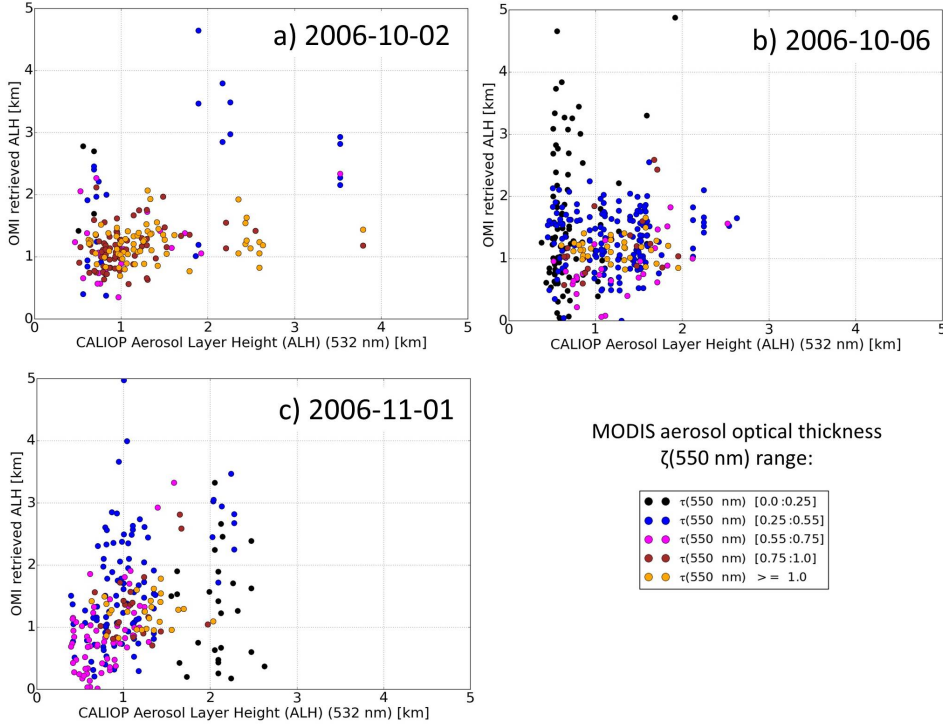 a) 2006-10-02
OMI retrieved ALH [km]
5
4
3
2
1
0
0 1 2 3 4 5
CALIOP Aerosol Layer Height (ALH) (532 nm) [km]
b) 2006-10-06
OMI retrieved ALH [km]
5
4
3
2
1
0
0 1 2 3 4 5
CALIOP Aerosol Layer Height (ALH) (532 nm) [km]
c) 2006-11-01
OMI retrieved ALH [km]
5
4
3
2
1
0
0 1 2 3 4 5
CALIOP Aerosol Layer Height (ALH) (532 nm) [km]
MODIS aerosol optical thickness
ζ(550 nm) range:
τ(550 nm) [0.0:0.25]
τ(550 nm) [0.25:0.55]
τ(550 nm) [0.55:0.75]
τ(550 nm) [0.75:1.0]
τ(550 nm) >= 1.0